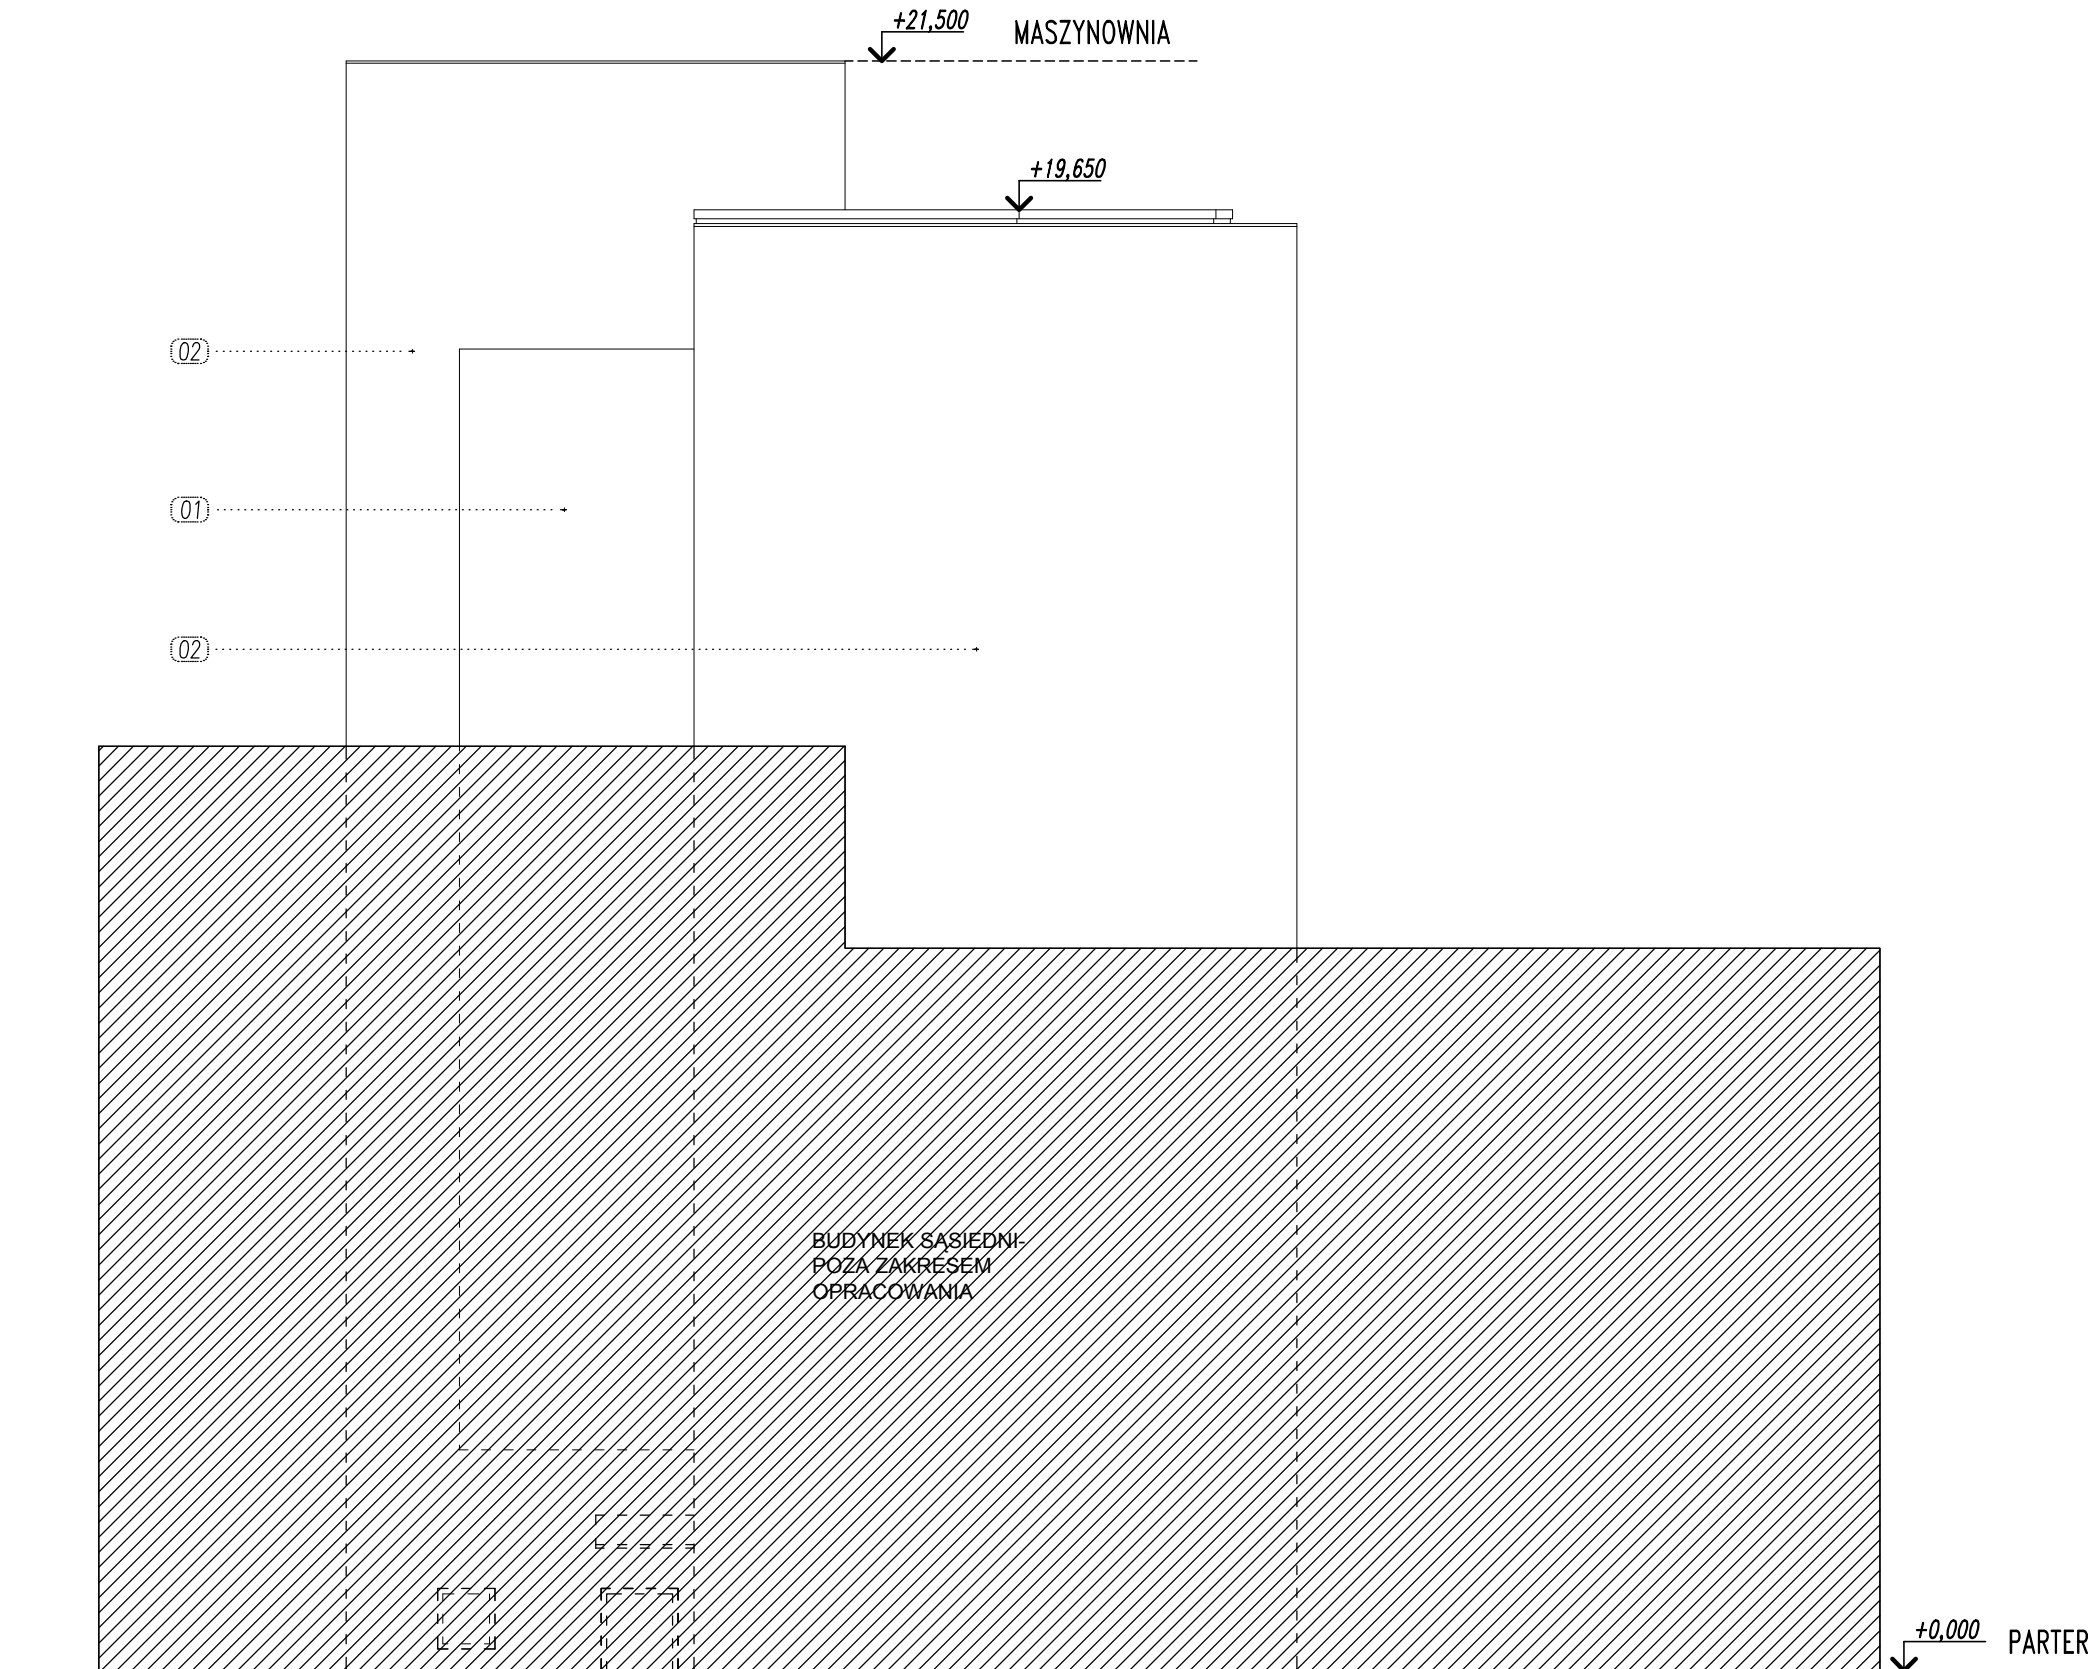 +21,500
MASZYNOWNIA
+19,650
02
01
02
BUDYNEK SĄSIEDNI-
POZA ZAKRESEM
OPRACOWANIA
+0,000
PARTER